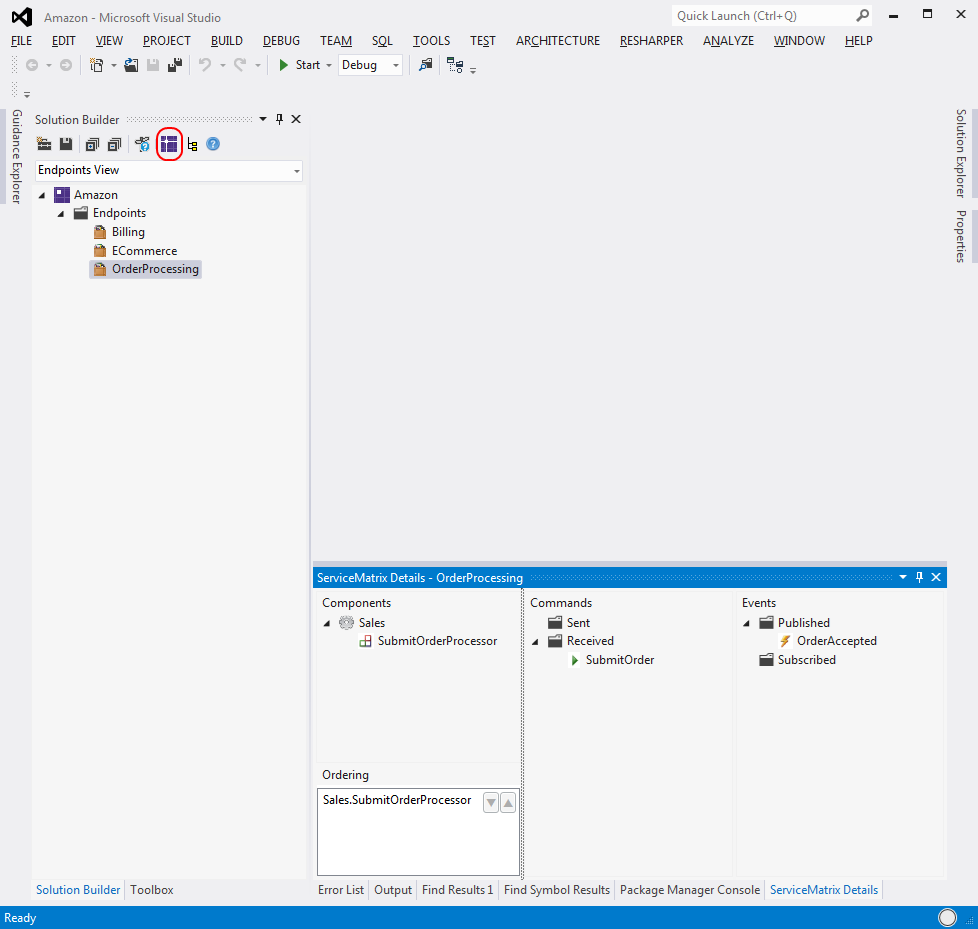 Amazon - Microsoft Visual Studio
Quick Launch (Ctrl+Q)
FILE EDIT VIEW PROJECT BUILD DEBUG TEAM SQL TOOLS TEST ARCHITECTURE RESHARPER ANALYZE WINDOW HELP
Start Debug
Guidance Explorer
Solution Builder
Endpoints View
Amazon
Endpoints
Billing
ECommerce
OrderProcessing
Solution Explorer
Properties
ServiceMatrix Details - OrderProcessing
Components
Sales
SubmitOrderProcessor
Ordering
Sales.SubmitOrderProcessor
Commands
Sent
Received
SubmitOrder
Events
Published
OrderAccepted
Subscribed
Solution Builder Toolbox
Error List Output Find Results 1 Find Symbol Results Package Manager Console ServiceMatrix Details
Ready